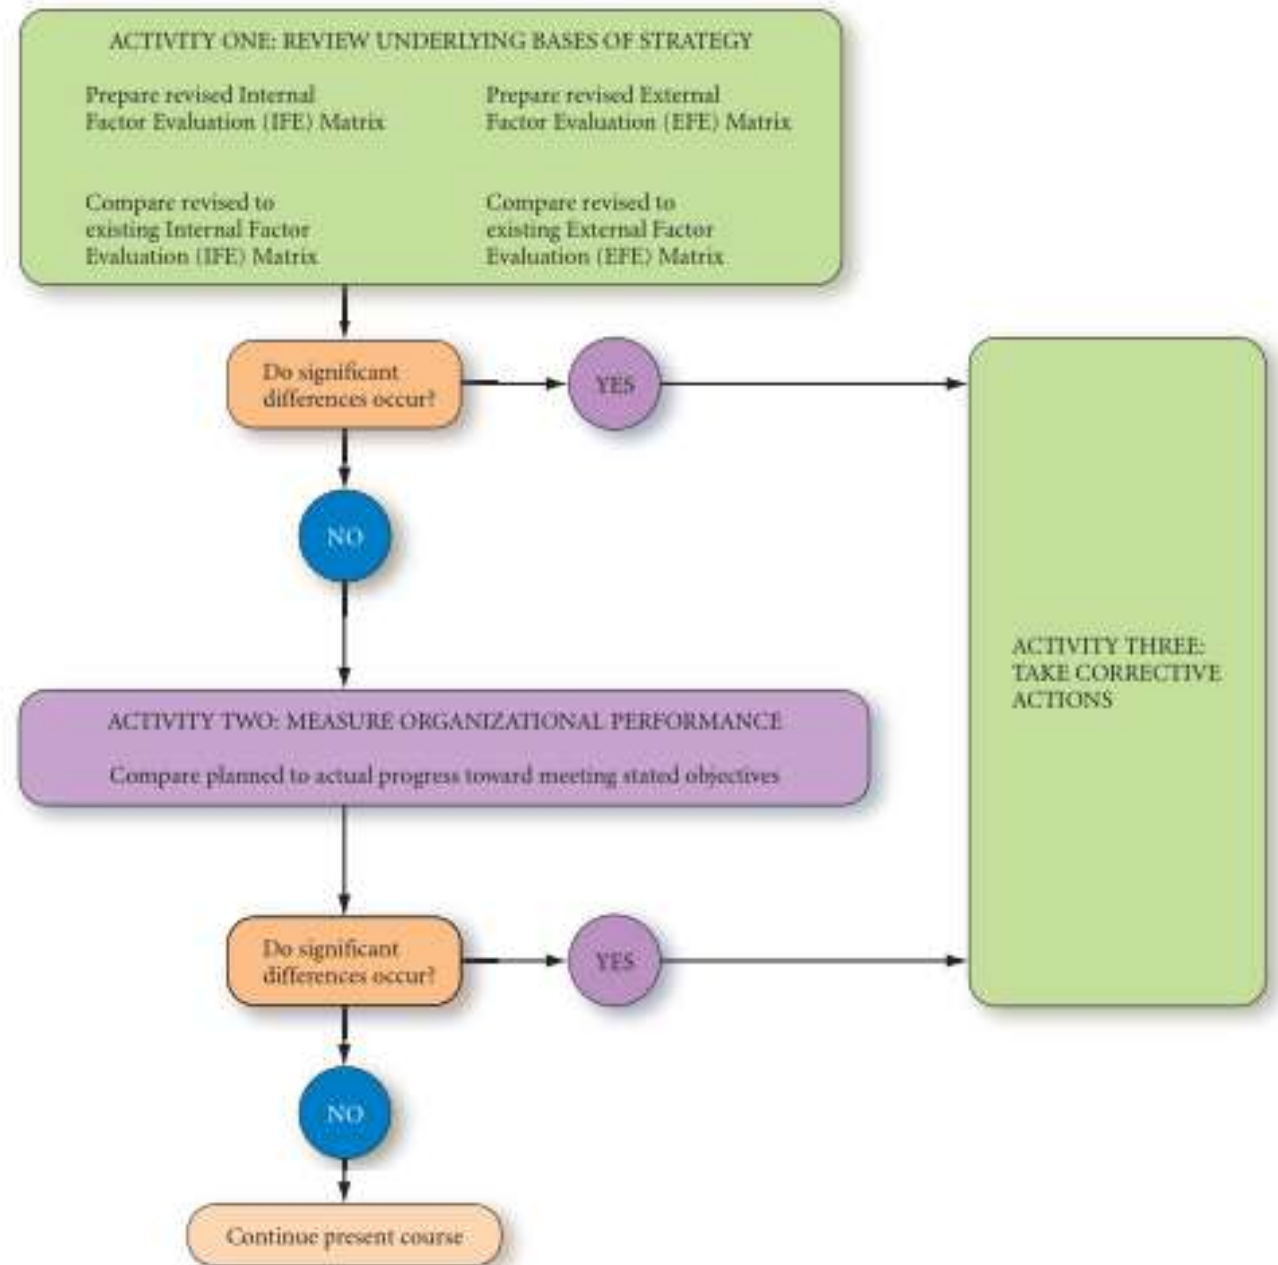 ACTIVITY ONE: REVIEW UNDERLYING BASES OF STRATEGY
Prepare revised Internal
Factor Evaluation (IFE) Matrix
Prepare revised External
Factor Evaluation (EFE) Matrix
Compare revised to
existing Internal Factor
Evaluation (IFE) Matrix
Compare revised to
existing External Factor
Evaluation (EFE) Matrix
Do significant
differences occur?
YES
NO
ACTIVITY THREE:
TAKE CORRECTIVE
ACTIONS
ACTIVITY TWO: MEASURE ORGANIZATIONAL PERFORMANCE
Compare planned to actual progress toward meeting stated objectives
Do significant
differences occur?
YES
NO
Continue present course